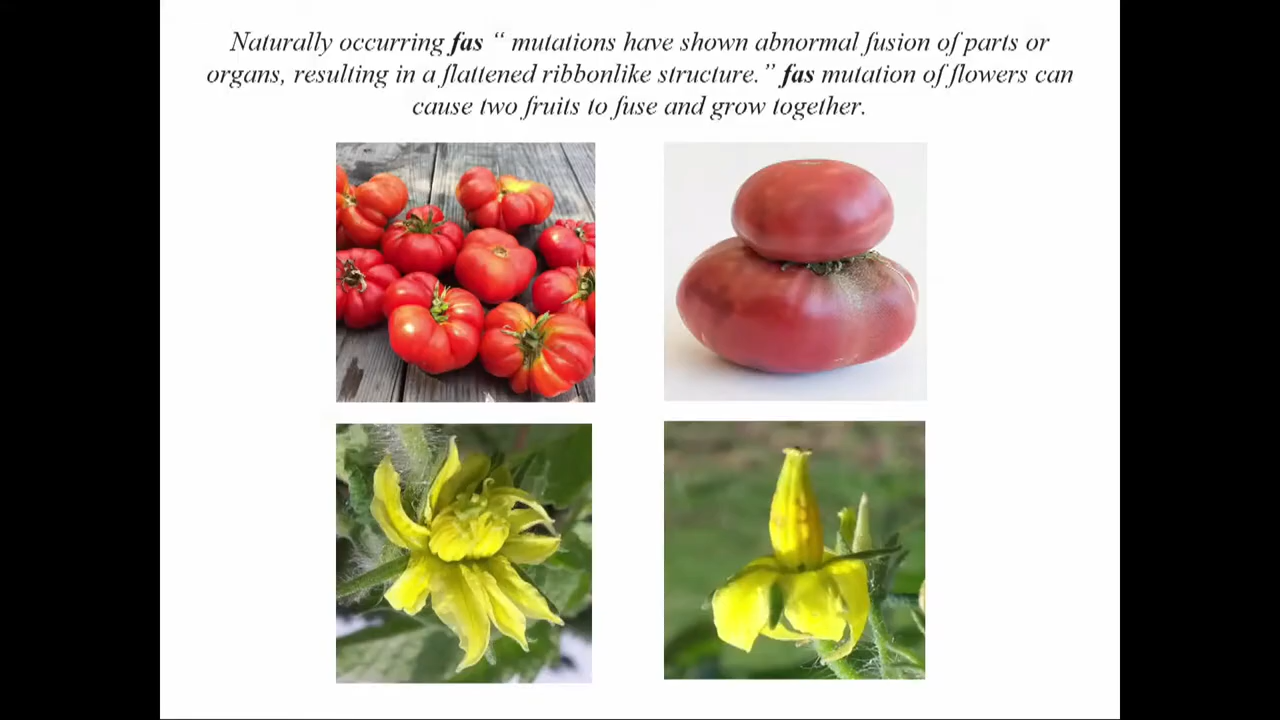 Naturally occurring fas “ mutations have shown abnormal fusion of parts or
organs, resulting in a flattened ribbonlike structure.” fas mutation of flowers can
cause two fruits to fuse and grow together.